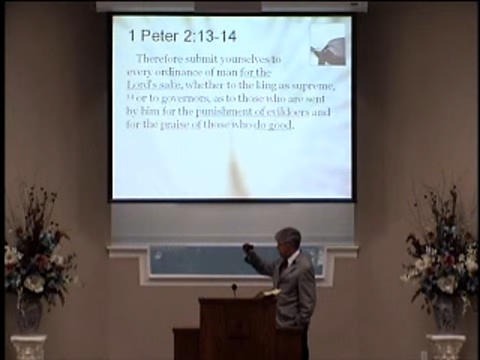 1 Peter 2:13-14
Therefore submit yourselves to
every ordinance of man for the
Lord's sake, whether to the king as supreme,
14 or to governors, as to those who are sent
by him for the punishment of evildoers and
for the praise of those who do good.